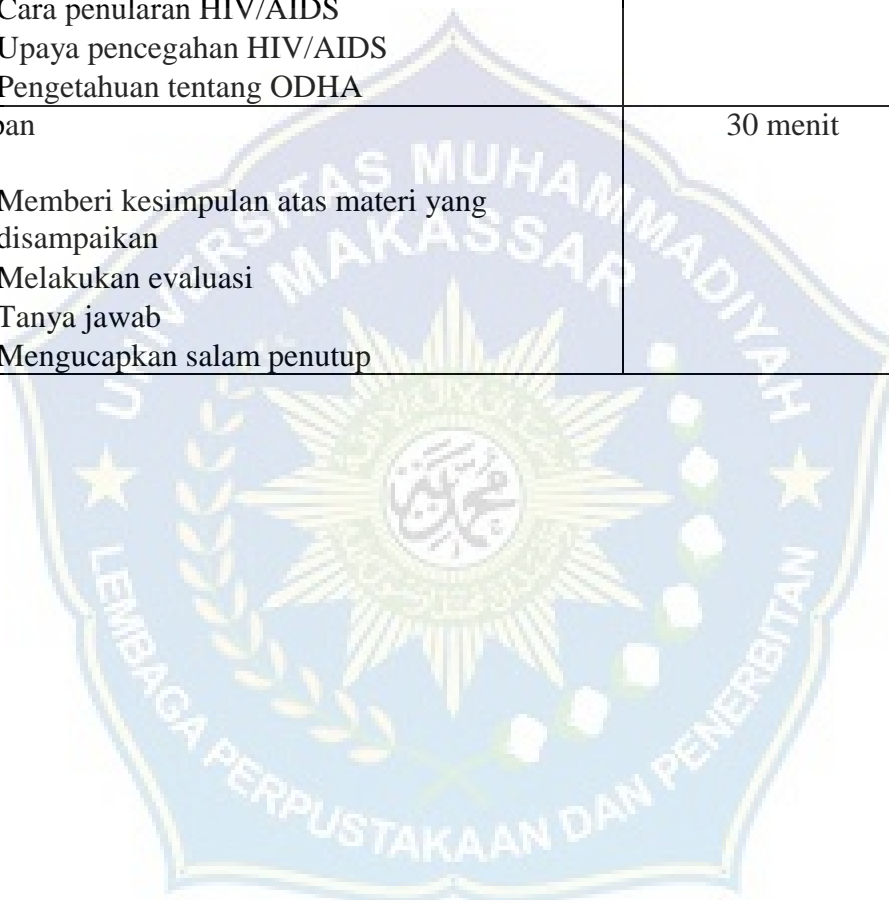 Cara penularan HIV/AIDS
Upaya pencegahan HIV/AIDS
Pengetahuan tentang ODHA
pan 30 menit
Memberi kesimpulan atas materi yang
disampaikan
Melakukan evaluasi
Tanya jawab
Mengucapkan salam penutup
UNIVERSITAS MUHAMMADIYAH
MAKASSAR
محمدية
LEMBAGA PERPUSTAKAAN DAN PENERBITAN